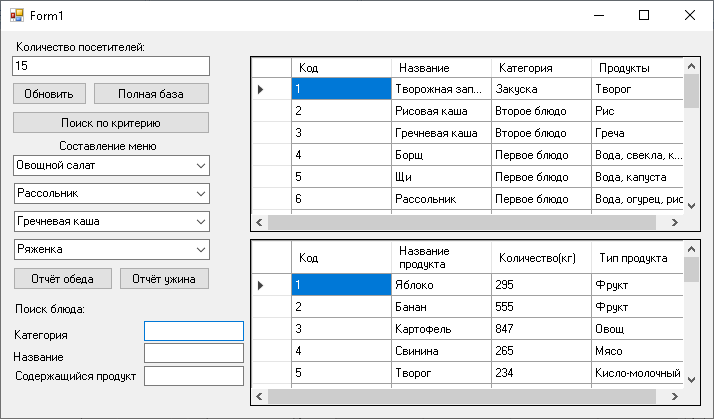 Form1
Количество посетителей:
15
Обновить
Полная база
Поиск по критерию
Составление меню
Овощной салат
Рассольник
Гречневая каша
Ряженка
Отчёт обеда
Отчёт ужина
Поиск блюда:
Категория
Название
Содержащийся продукт
Код Название Категория Продукты
1 Творожная зап... Закуска Творог
2 Рисовая каша Второе блюдо Рис
3 Гречневая каша Второе блюдо Греча
4 Борщ Первое блюдо Вода, свекла, к...
5 Щи Первое блюдо Вода, капуста
6 Рассольник Первое блюдо Вода, огурец, рис
Код Название продукта Количество(кг) Тип продукта
1 Яблоко 295 Фрукт
2 Банан 555 Фрукт
3 Картофель 847 Овощ
4 Свинина 265 Мясо
5 Творог 234 Кисло-молочный